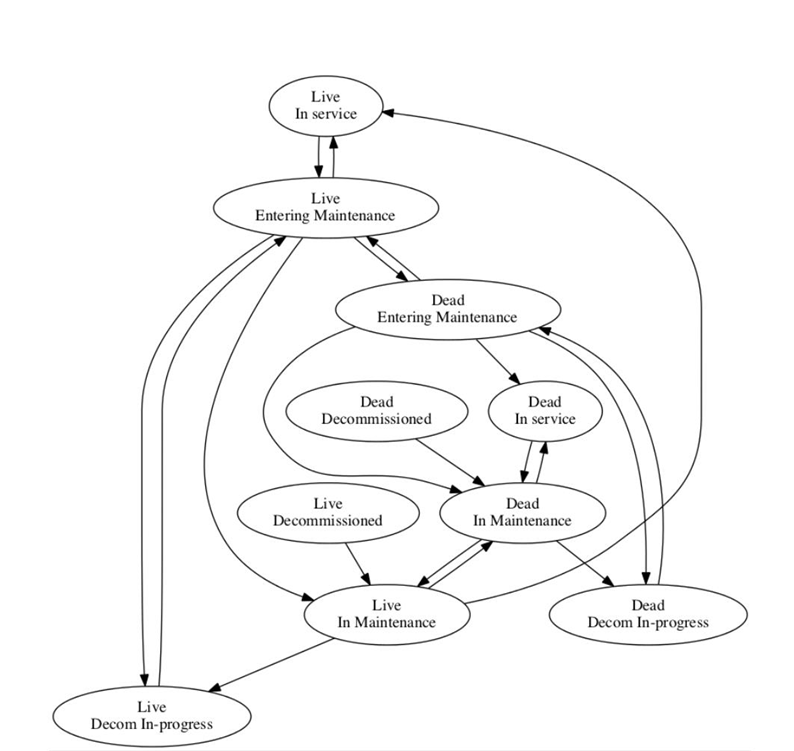 Live
In service
Live
Entering Maintenance
Dead
Entering Maintenance
Dead
Decommissioned
Dead
In service
Live
Decommissioned
Dead
In Maintenance
Live
In Maintenance
Dead
Decom In-progress
Live
Decom In-progress